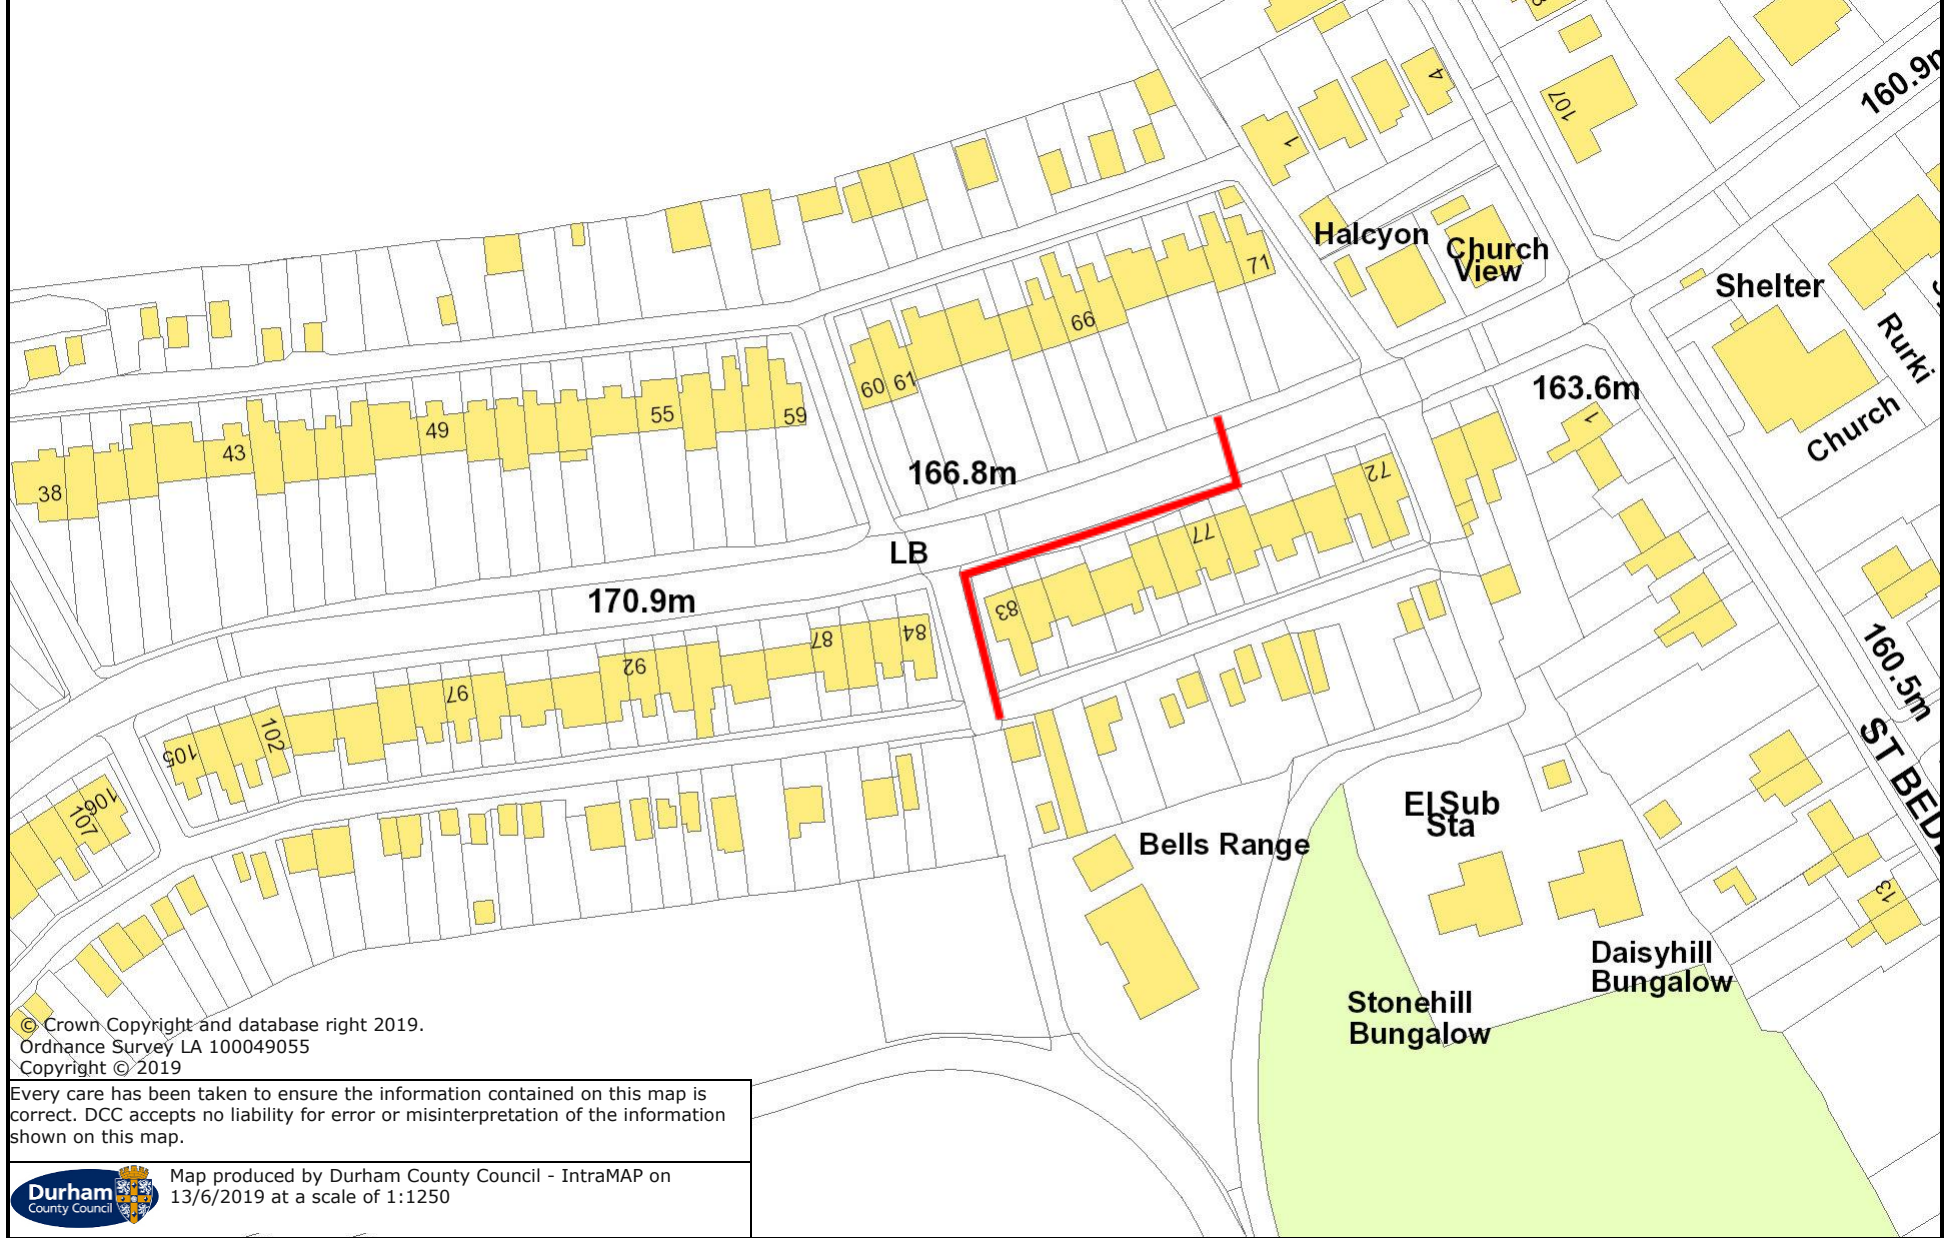 4
1
107
160.9m
Halcyon
Church
View
71
Shelter
66
60
61
Rurki
163.6m
1
Church
55
59
49
43
38
166.8m
72
77
LB
170.9m
83
84
87
92
97
102
105
106
107
160.5m
ST BEDE
El Sub
Sta
Bells Range
13
Daisyhill
Bungalow
Stonehill
Bungalow
© Crown Copyright and database right 2019.
Ordnance Survey LA 100049055
Copyright © 2019
Every care has been taken to ensure the information contained on this map is
correct. DCC accepts no liability for error or misinterpretation of the information
shown on this map.
Durham
County Council
Map produced by Durham County Council - IntraMAP on
13/6/2019 at a scale of 1:1250